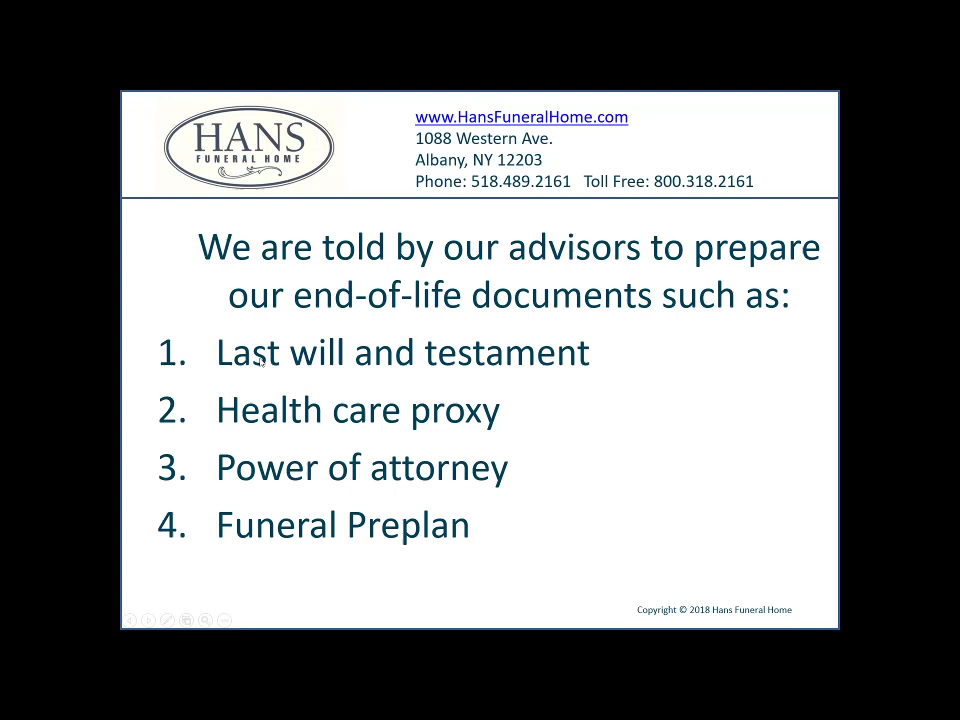 HANS
FUNERAL HOME
www.HansFuneralHome.com
1088 Western Ave.
Albany, NY 12203
Phone: 518.489.2161   Toll Free: 800.318.2161
We are told by our advisors to prepare
our end-of-life documents such as:
1. Last will and testament
2. Health care proxy
3. Power of attorney
4. Funeral Preplan
Copyright © 2018 Hans Funeral Home